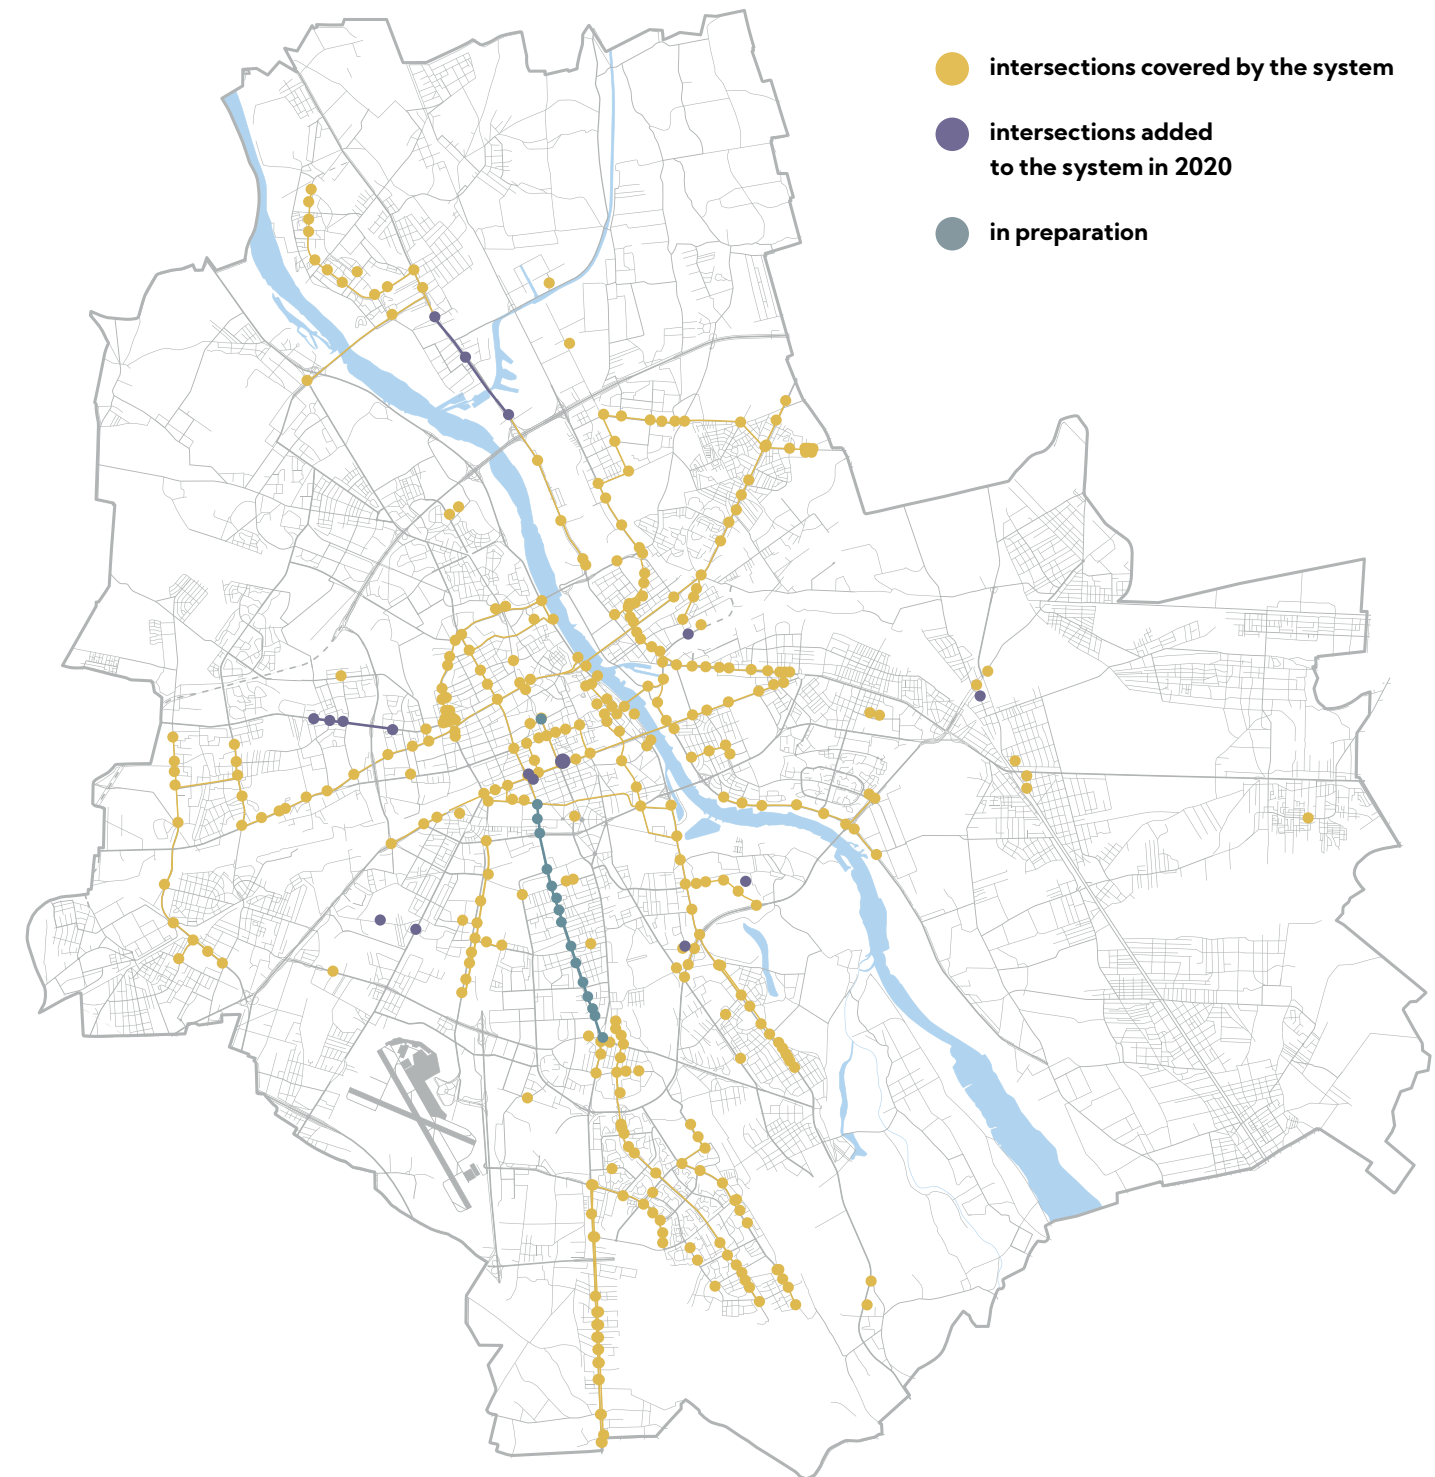 intersections covered by the system
intersections added
to the system in 2020
in preparation